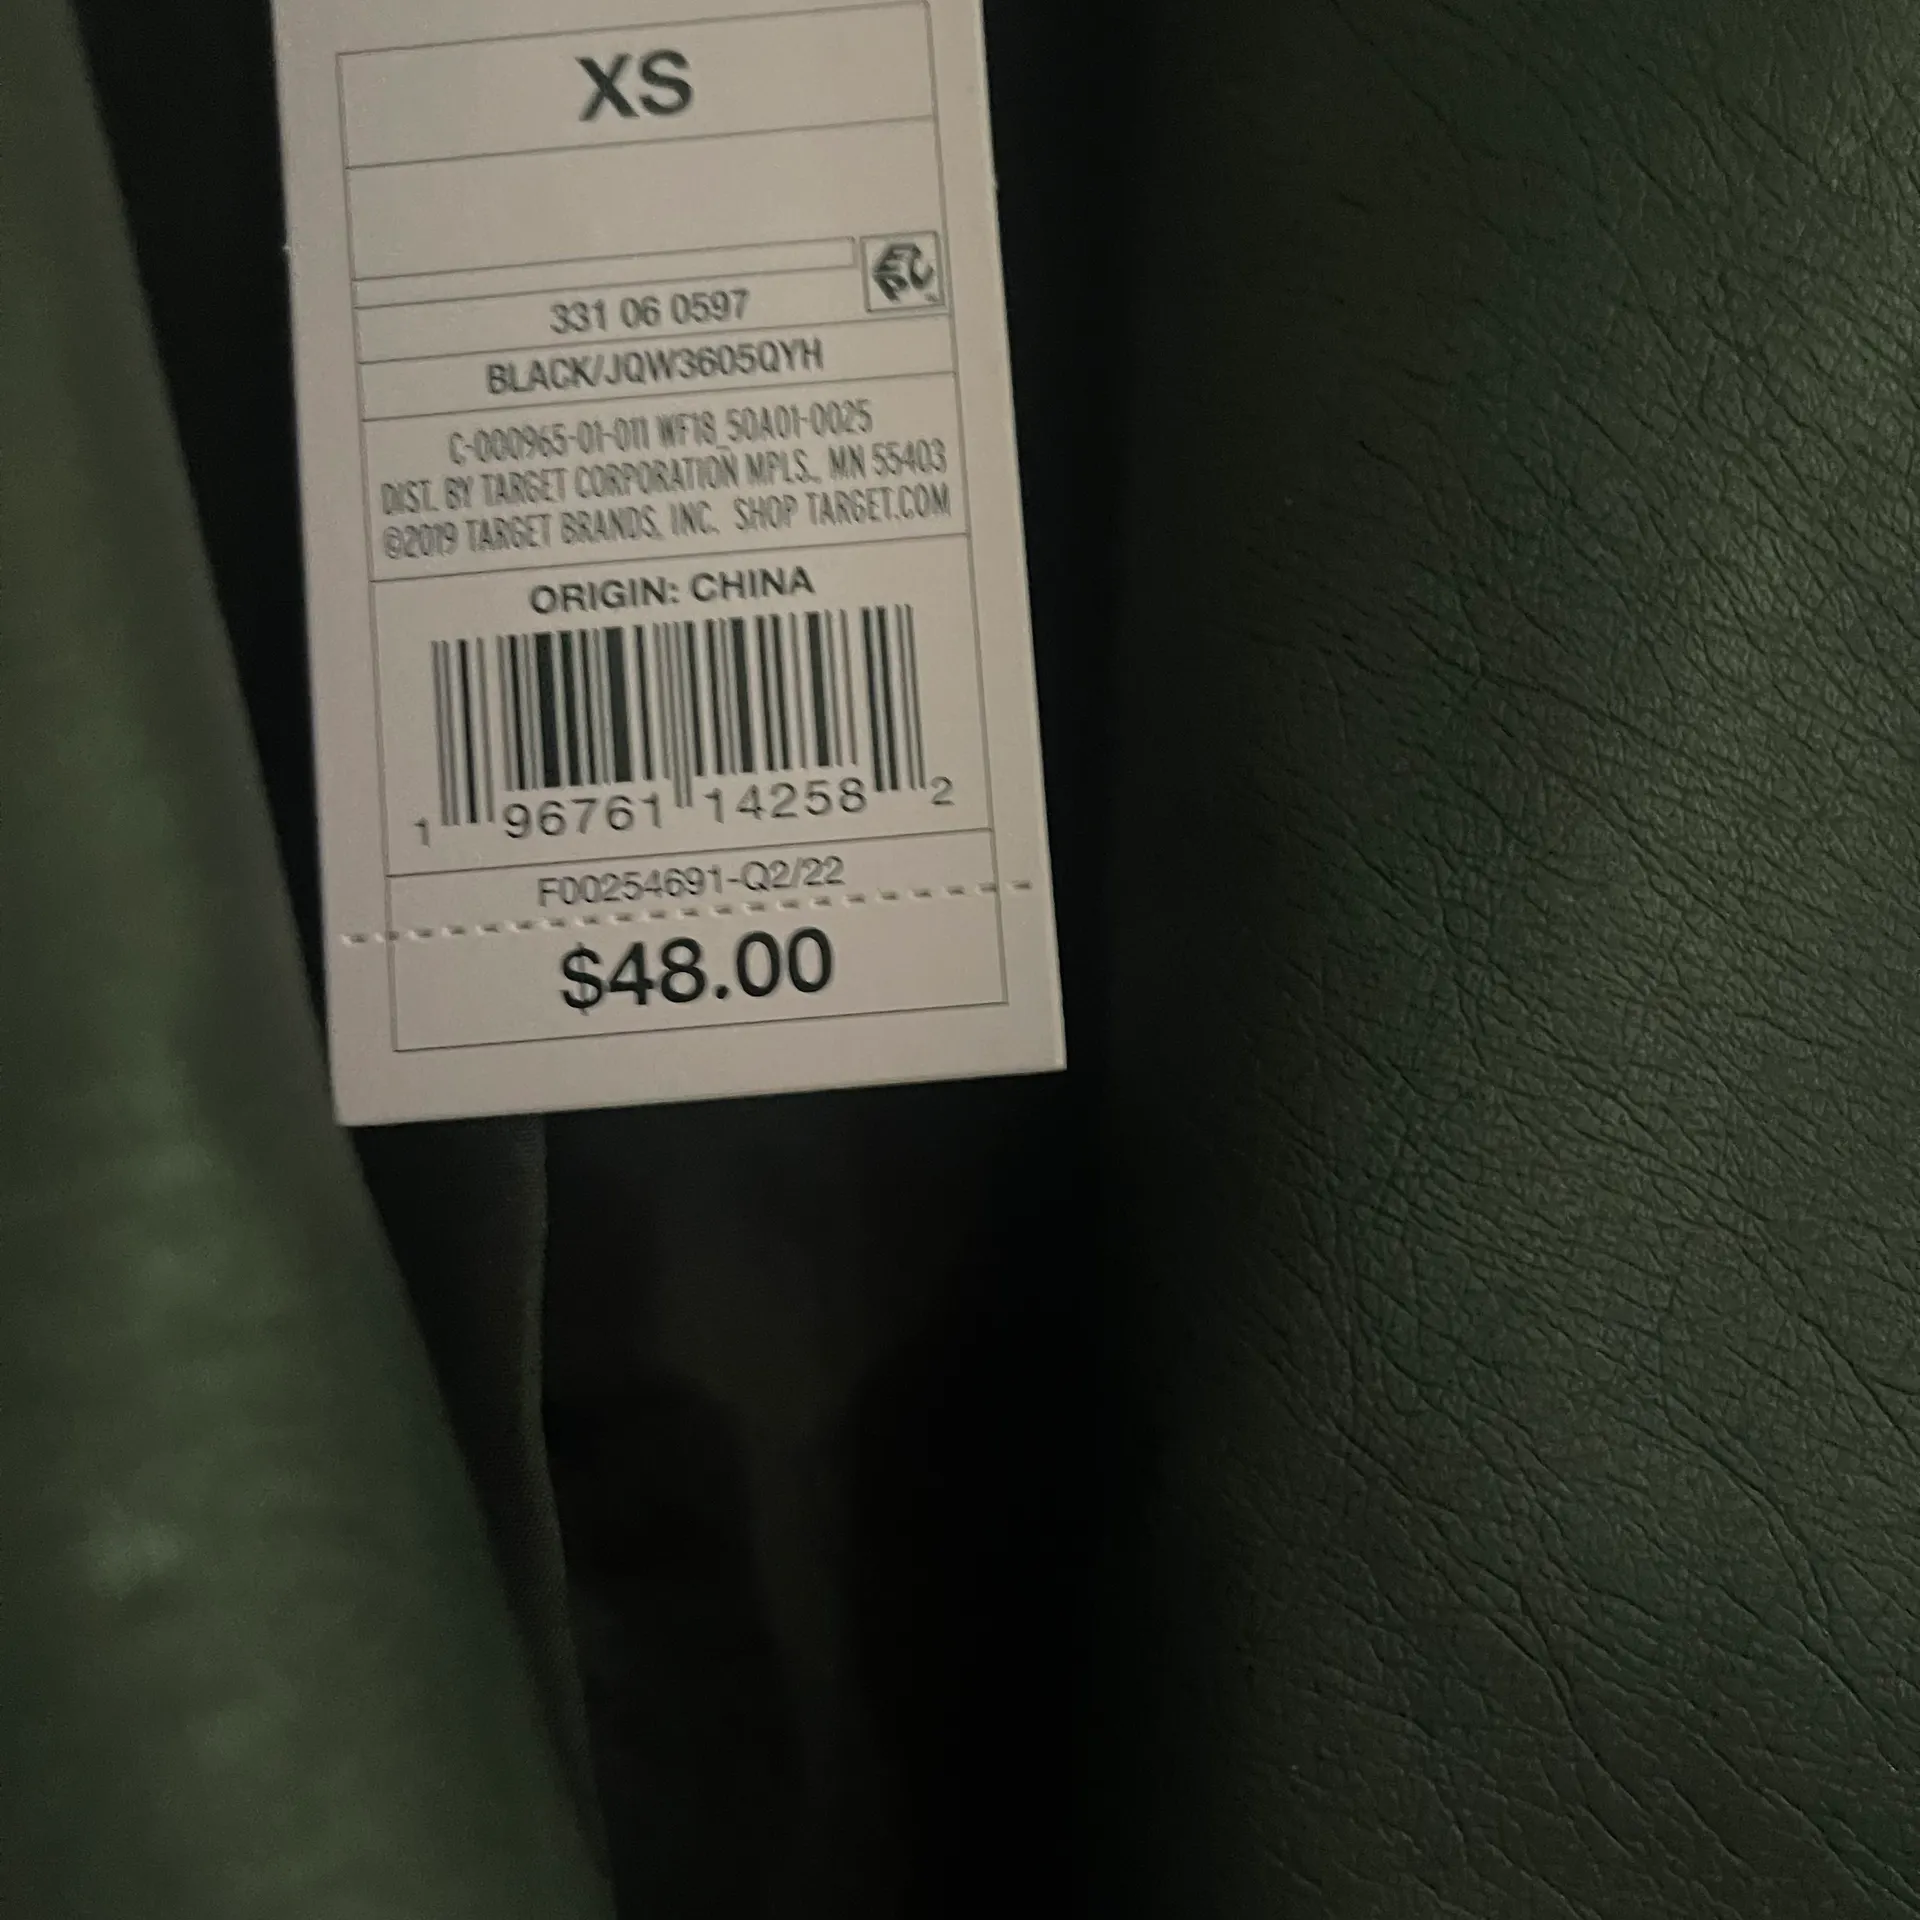 XS
331 06 0597
BLACK/JQW3605QYH
C-000965-01-011 WF18_50A01-0025
DIST. BY TARGET CORPORATION MPLS., MN 55403
©2019 TARGET BRANDS, INC. SHOP TARGET.COM
ORIGIN: CHINA
1 96761 14258 2
F00254691-Q2/22
$48.00